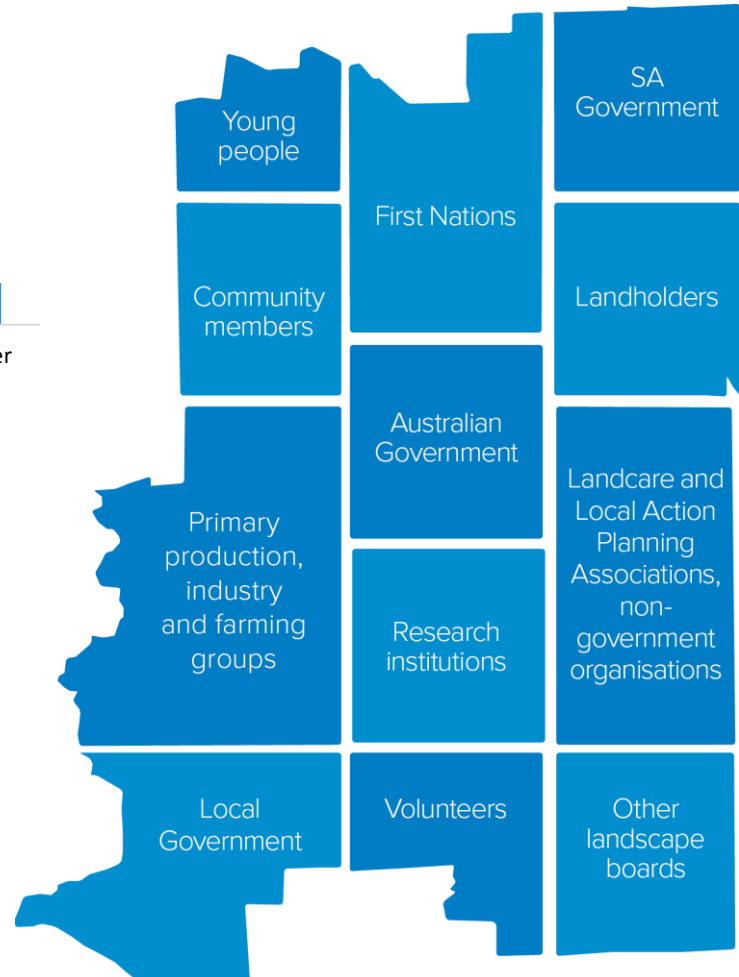 Young
people
First Nations
SA
Government
Community
members
Landholders
Australian
Government
Primary
production,
industry
and farming
groups
Research
institutions
Landcare and
Local Action
Planning
Associations,
non-
government
organisations
Local
Government
Volunteers
Other
landscape
boards